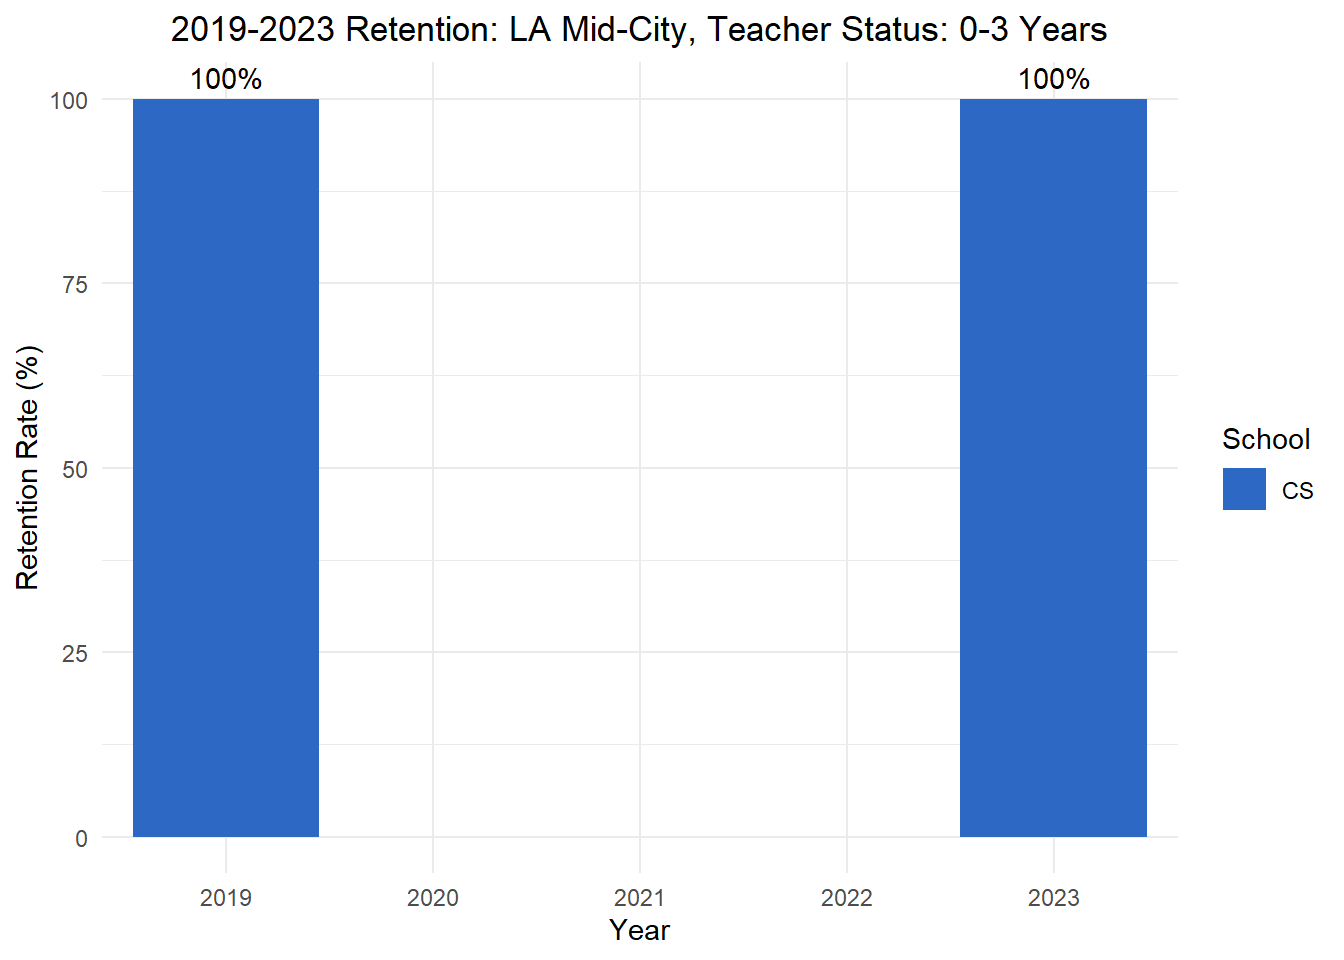 2019-2023 Retention: LA Mid-City, Teacher Status: 0-3 Years
100%
100%
100
75
50
25
0
Retention Rate (%)
2019
2020
2021
2022
2023
Year
School
CS